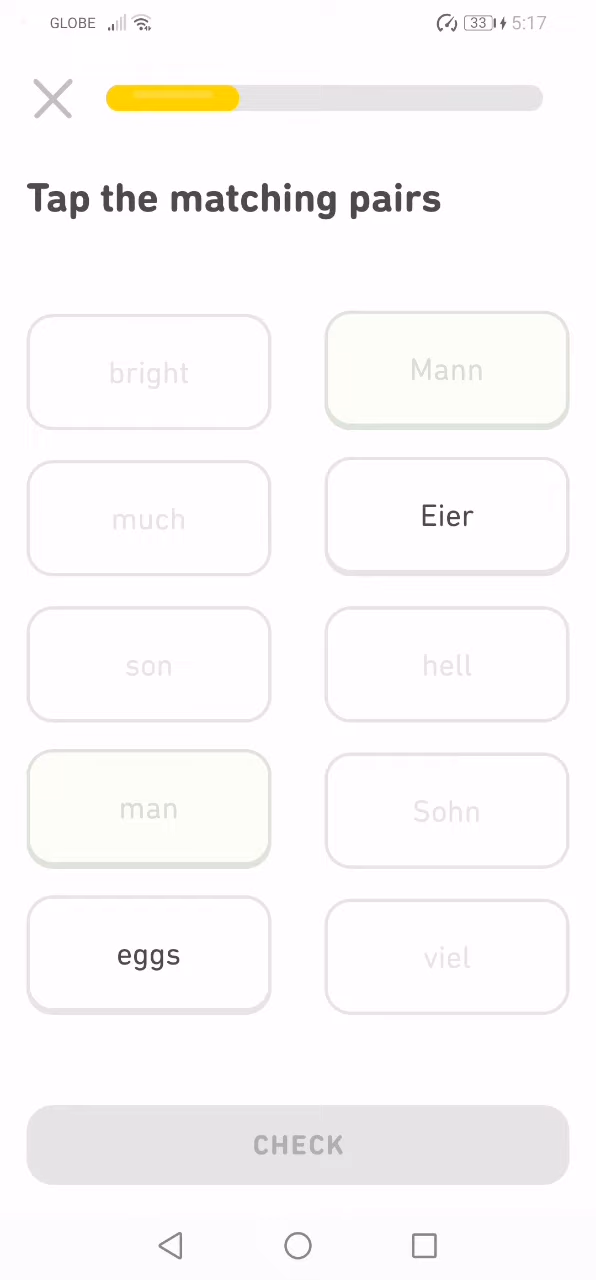 GLOBE 33 5:17
Tap the matching pairs
bright Mann
much Eier
son hell
man Sohn
eggs viel
CHECK